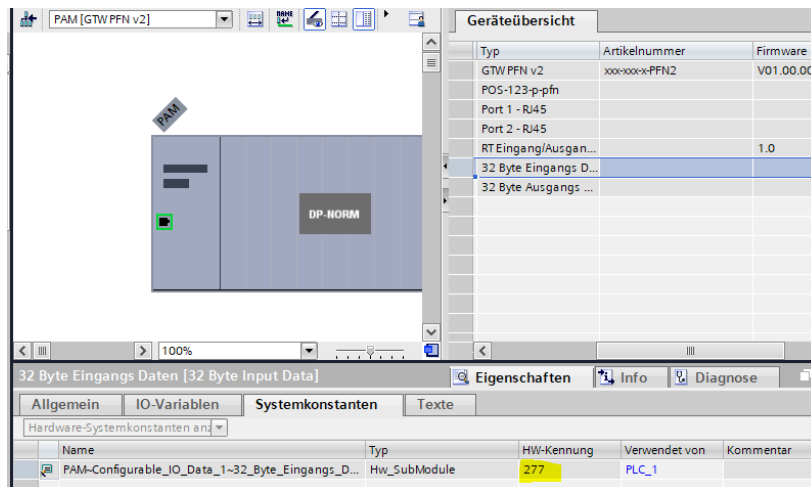 PAM [GTW PFN v2]
Geräteübersicht
Typ Artikelnummer Firmware
GTW PFN v2 xxx-xxx-x-PFN2 V01.00.00
POS-123-p-pfn
Port 1 - RJ45
Port 2 - RJ45
RT Eingang/Ausgan... 1.0
32 Byte Eingangs D...
32 Byte Ausgangs ...
PAM
DP-NORM
100%
32 Byte Eingangs Daten [32 Byte Input Data]
Eigenschaften Info Diagnose
Allgemein IO-Variablen Systemkonstanten Texte
Hardware-Systemkonstanten anz
Name Typ HW-Kennung Verwendet von Kommentar
PAM~Configurable_IO_Data_1~32_Byte_Eingangs_D... Hw_SubModule 277 PLC_1